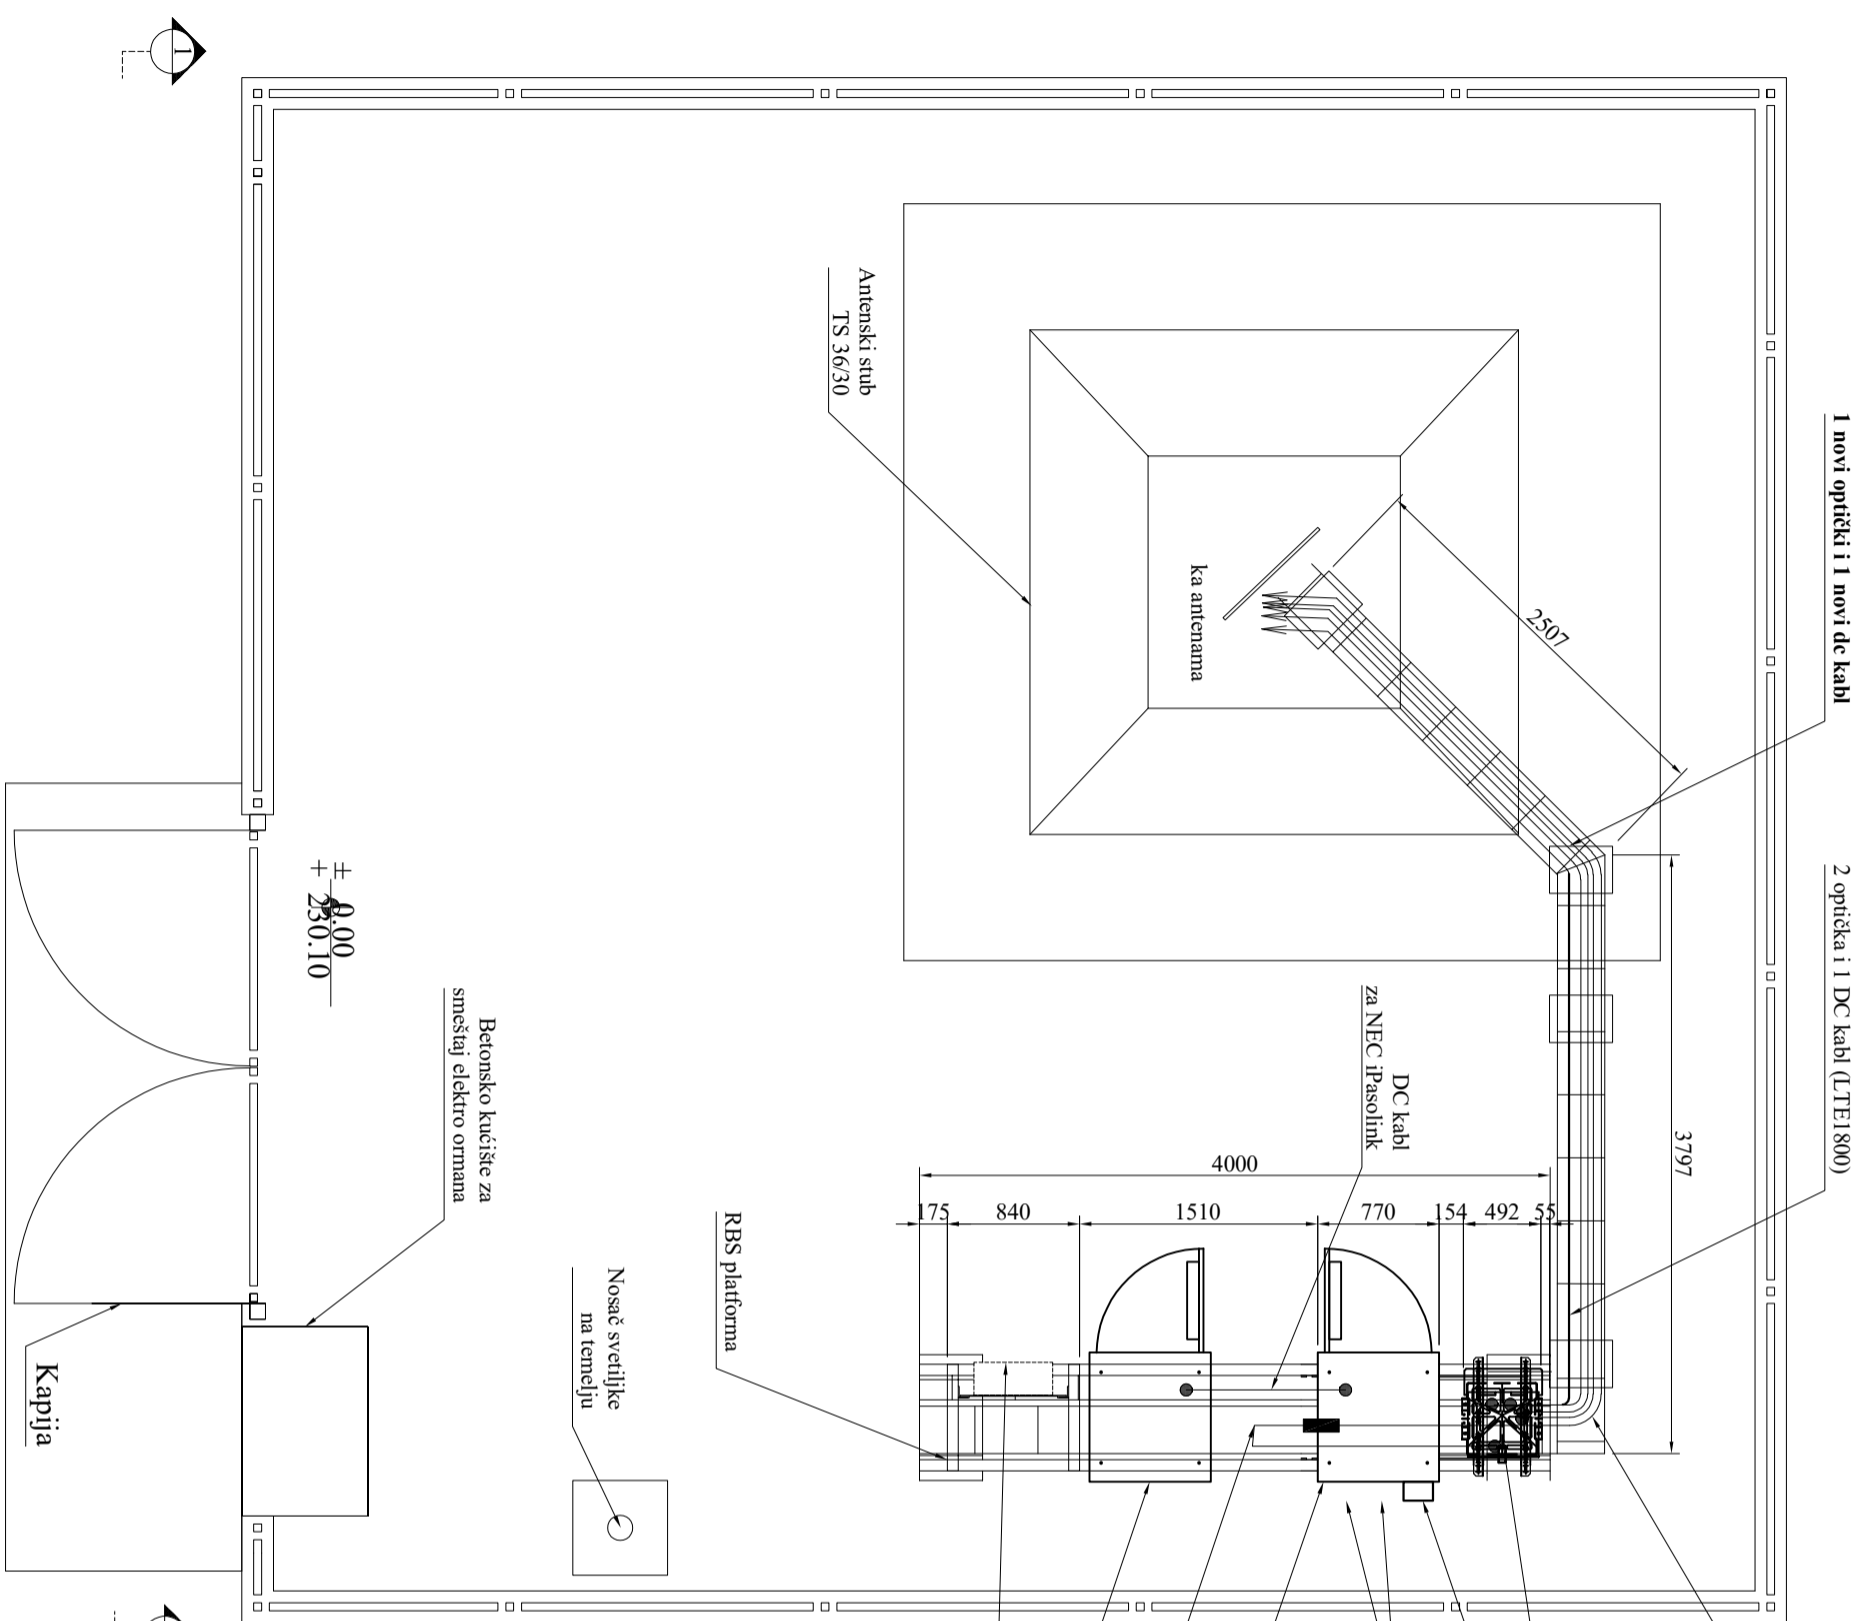 1
1 novi optički i 1 novi dc kabl
2 optička i 1 DC kabl (LTE1800)
Antenski stub
TS 36/30
ka antenama
2507
3797
DC kabl
za NEC iPasolink
4000
175
840
1510
770
154
492
55
RBS platforma
Nosač svetiljke
na temelju
Betonsko kućište za
smeštaj elektro ormana
± 0.00
+ 230.10
Kapija